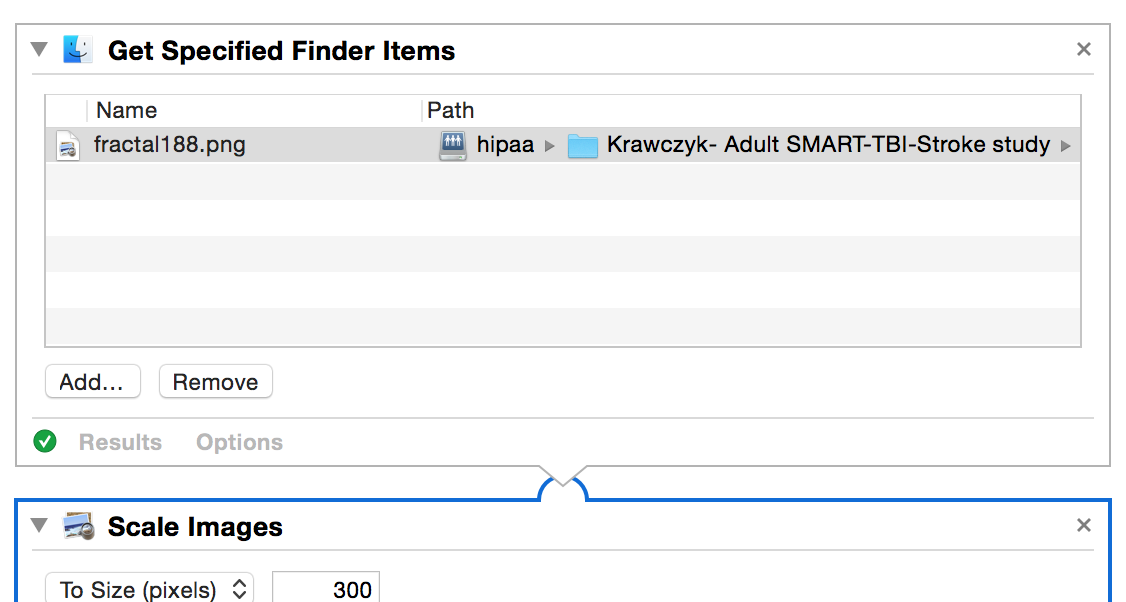 Get Specified Finder Items
Name Path
fractal188.png hipaa Krawczyk- Adult SMART-TBI-Stroke study
Add... Remove
Results Options
Scale Images
To Size (pixels) 300